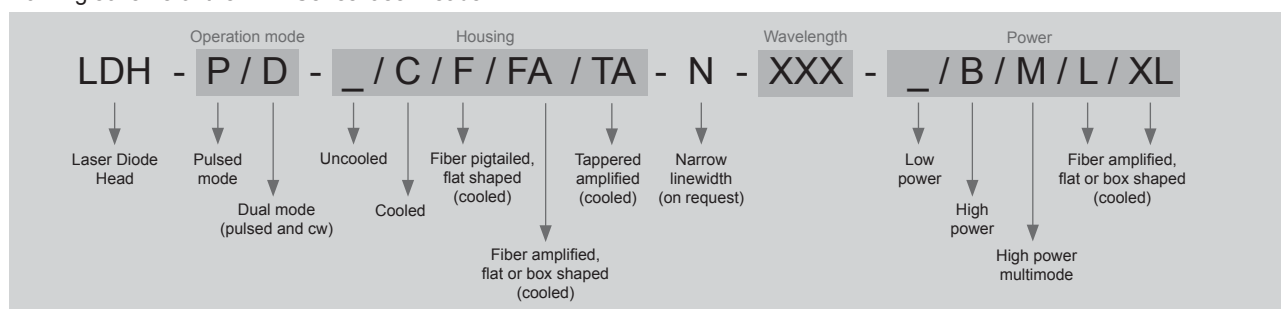 Operation mode Housing Wavelength Power
LDH - P / D - _ / C / F / FA / TA - N - XXX - _ / B / M / L / XL
Laser Diode
Head
Pulsed
mode
Dual mode
(pulsed and cw)
Uncooled
Cooled
Fiber pigtailed,
flat shaped
(cooled)
Fiber amplified,
flat or box shaped
(cooled)
Tappered
amplified
(cooled)
Narrow
linewidth
(on request)
Low
power
High
power
High power
multimode
Fiber amplified,
flat or box shaped
(cooled)